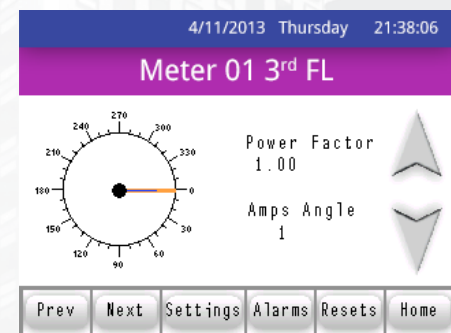 4/11/2013 Thursday 21:38:06
Meter 01 3rd FL
270
240 300
210 330
180 0
150 30
120 60
90
Power Factor
1.00
Amps Angle
1
Prev Next Settings Alarms Resets Home